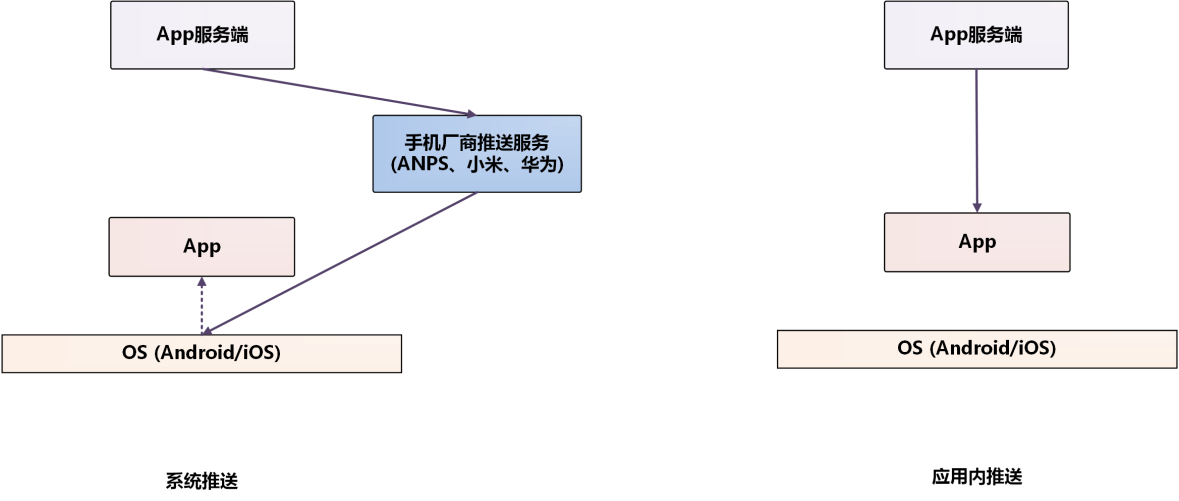 App服务端
手机厂商推送服务
(ANPS、小米、华为)
App
OS (Android/iOS)
系统推送
App服务端
App
OS (Android/iOS)
应用内推送